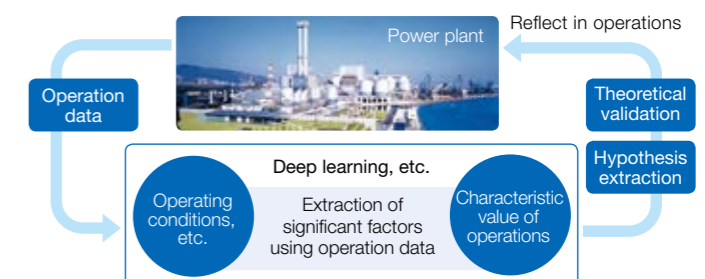 Power plant
Reflect in operations
Operation
data
Theoretical
validation
Hypothesis
extraction
Deep learning, etc.
Operating
conditions,
etc.
Extraction of
significant factors
using operation data
Characteristic
value of
operations